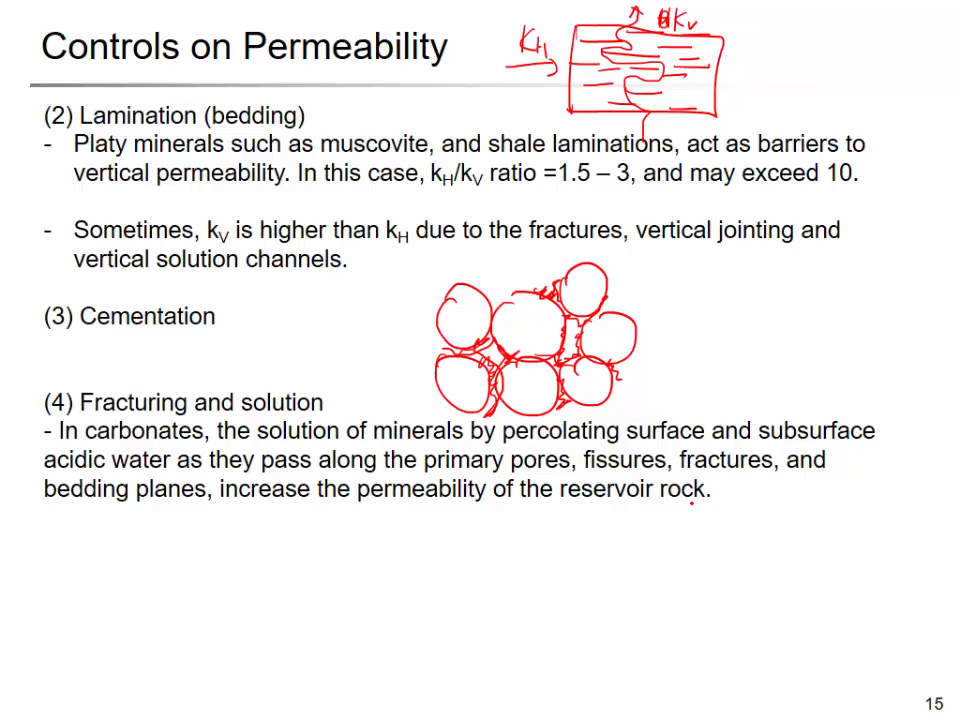 Controls on Permeability
KH
KV
(2) Lamination (bedding)
- Platy minerals such as muscovite, and shale laminations, act as barriers to
vertical permeability. In this case, kH/kV ratio =1.5 – 3, and may exceed 10.
- Sometimes, kV is higher than kH due to the fractures, vertical jointing and
vertical solution channels.
(3) Cementation
(4) Fracturing and solution
- In carbonates, the solution of minerals by percolating surface and subsurface
acidic water as they pass along the primary pores, fissures, fractures, and
bedding planes, increase the permeability of the reservoir rock.
15